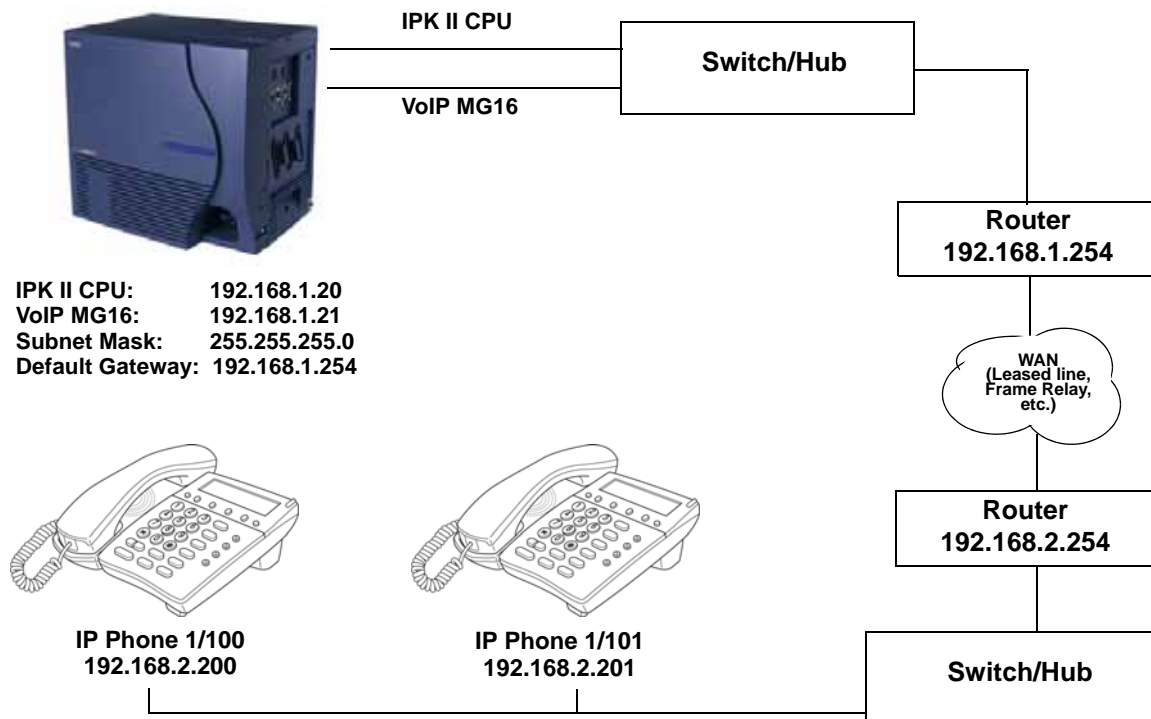 IPK II CPU
Switch/Hub
VoIP MG16
Router
192.168.1.254
IPK II CPU: 192.168.1.20
VoIP MG16: 192.168.1.21
Subnet Mask: 255.255.255.0
Default Gateway: 192.168.1.254
WAN
(Leased line,
Frame Relay,
etc.)
Router
192.168.2.254
IP Phone 1/100
192.168.2.200
IP Phone 1/101
192.168.2.201
Switch/Hub